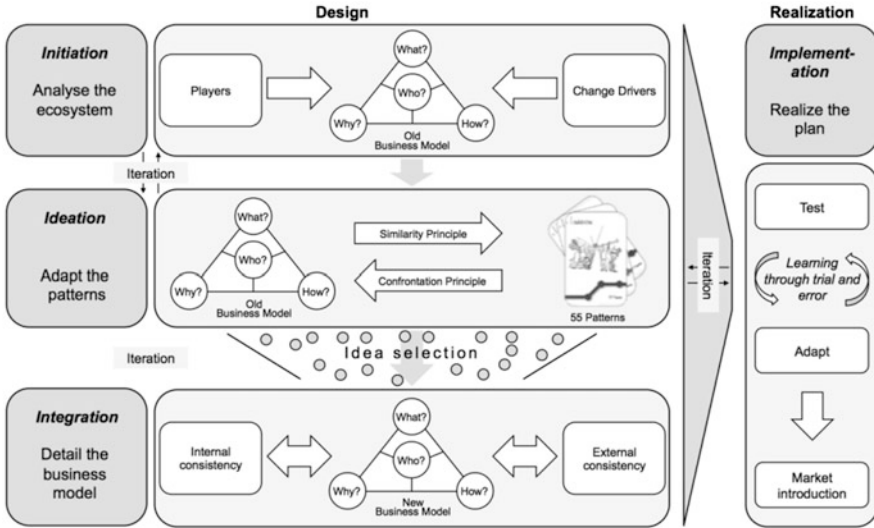 Design
Realization
Initiation
Analyse the
ecosystem
Players
What?
Who?
Why?
How?
Old
Business Model
Change Drivers
Implement-
ation
Realize the
plan
Iteration
Ideation
Adapt the
patterns
What?
Who?
Why?
How?
Old
Business Model
Similarity Principle
Confrontation Principle
55 Patterns
Iteration
Test
Learning
through trial and
error
Adapt
Market
introduction
Iteration
Idea selection
Integration
Detail the
business
model
Internal
consistency
What?
Who?
Why?
How?
New
Business Model
External
consistency